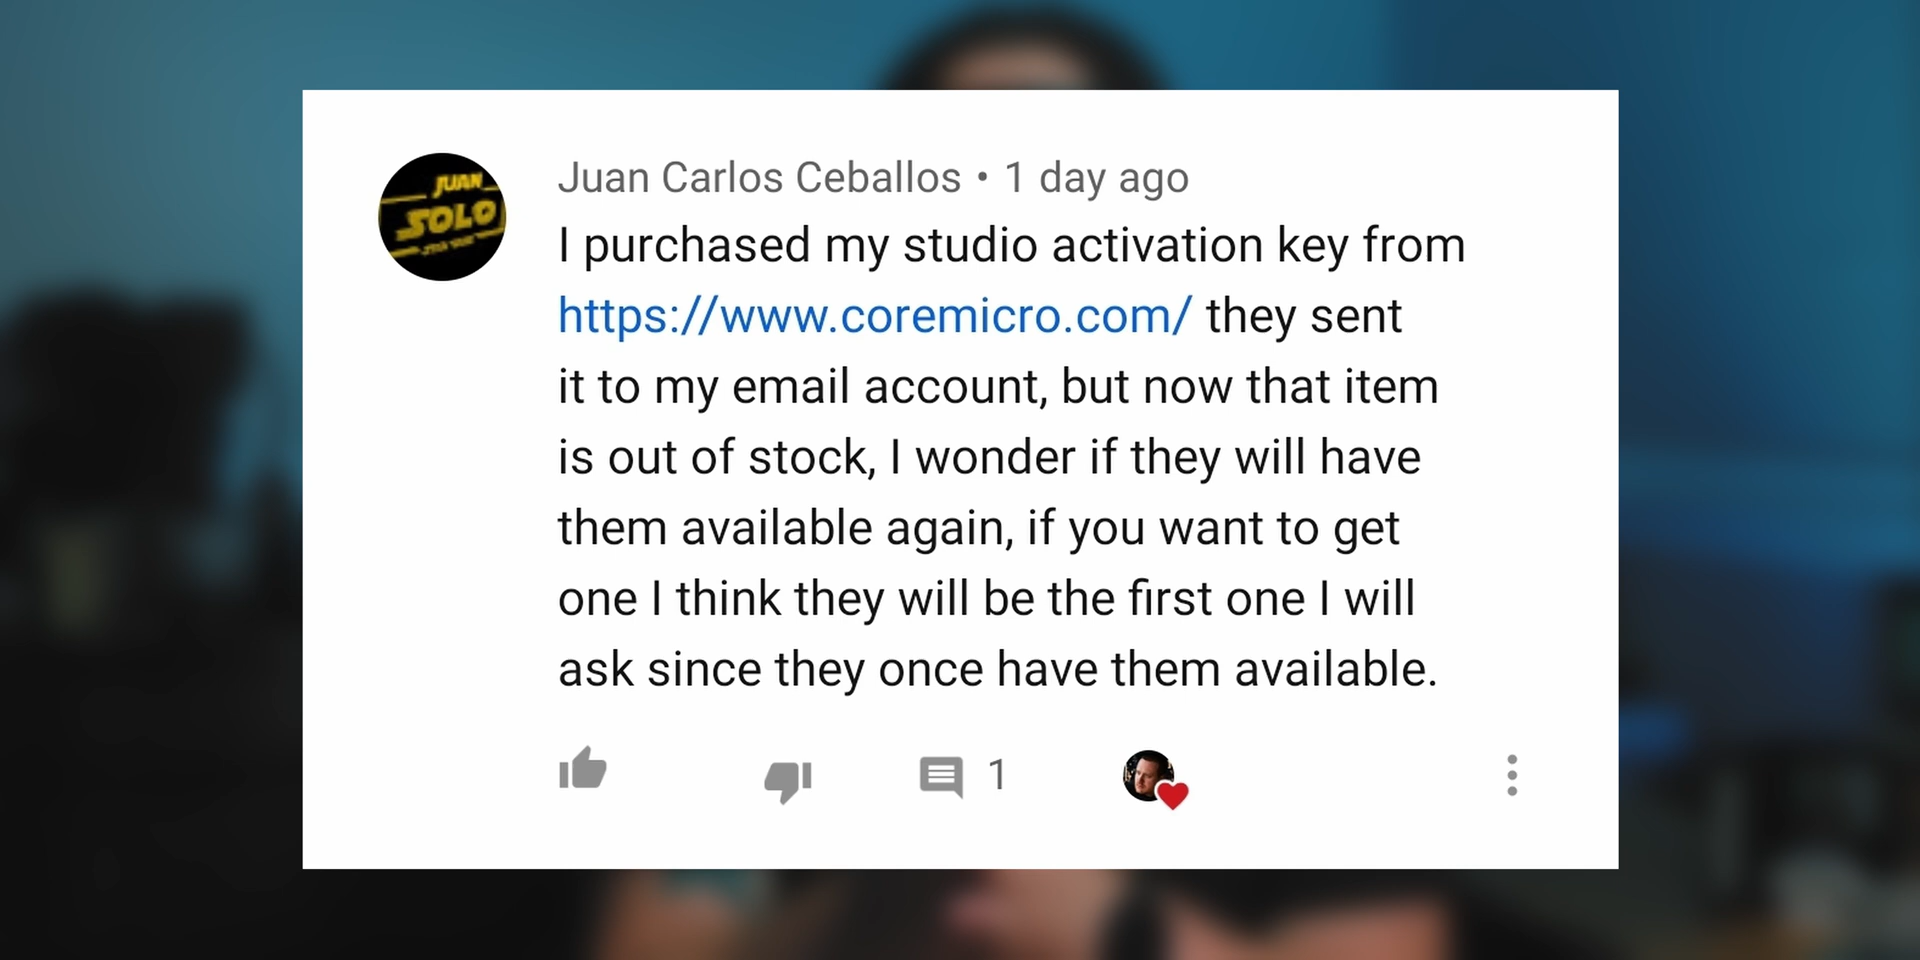 JUAN
SOLO
Juan Carlos Ceballos • 1 day ago
I purchased my studio activation key from
https://www.coremicro.com/ they sent
it to my email account, but now that item
is out of stock, I wonder if they will have
them available again, if you want to get
one I think they will be the first one I will
ask since they once have them available.
1